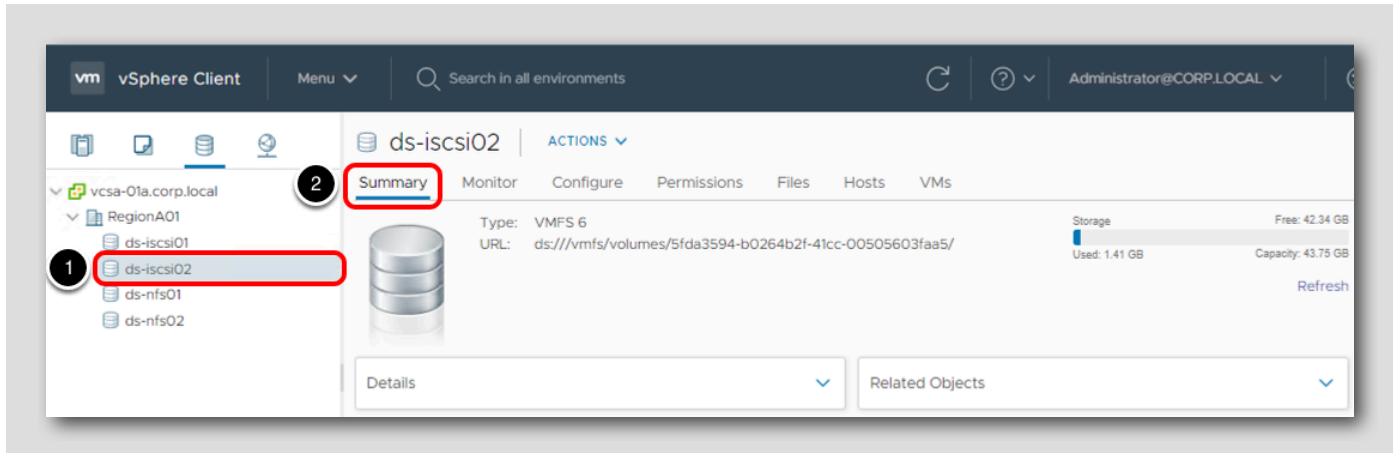 vm vSphere Client Menu Search in all environments Administrator@CORP.LOCAL
ds-iscsi02 ACTIONS
2
Summary Monitor Configure Permissions Files Hosts VMs
vcsa-01a.corp.local
RegionA01
ds-iscsi01
1
ds-iscsi02
ds-nfs01
ds-nfs02
Type: VMFS 6
URL: ds:///vmfs/volumes/5fda3594-b0264b2f-41cc-00505603faa5/
Storage Free: 42.34 GB
Used: 1.41 GB Capacity: 43.75 GB
Refresh
Details Related Objects